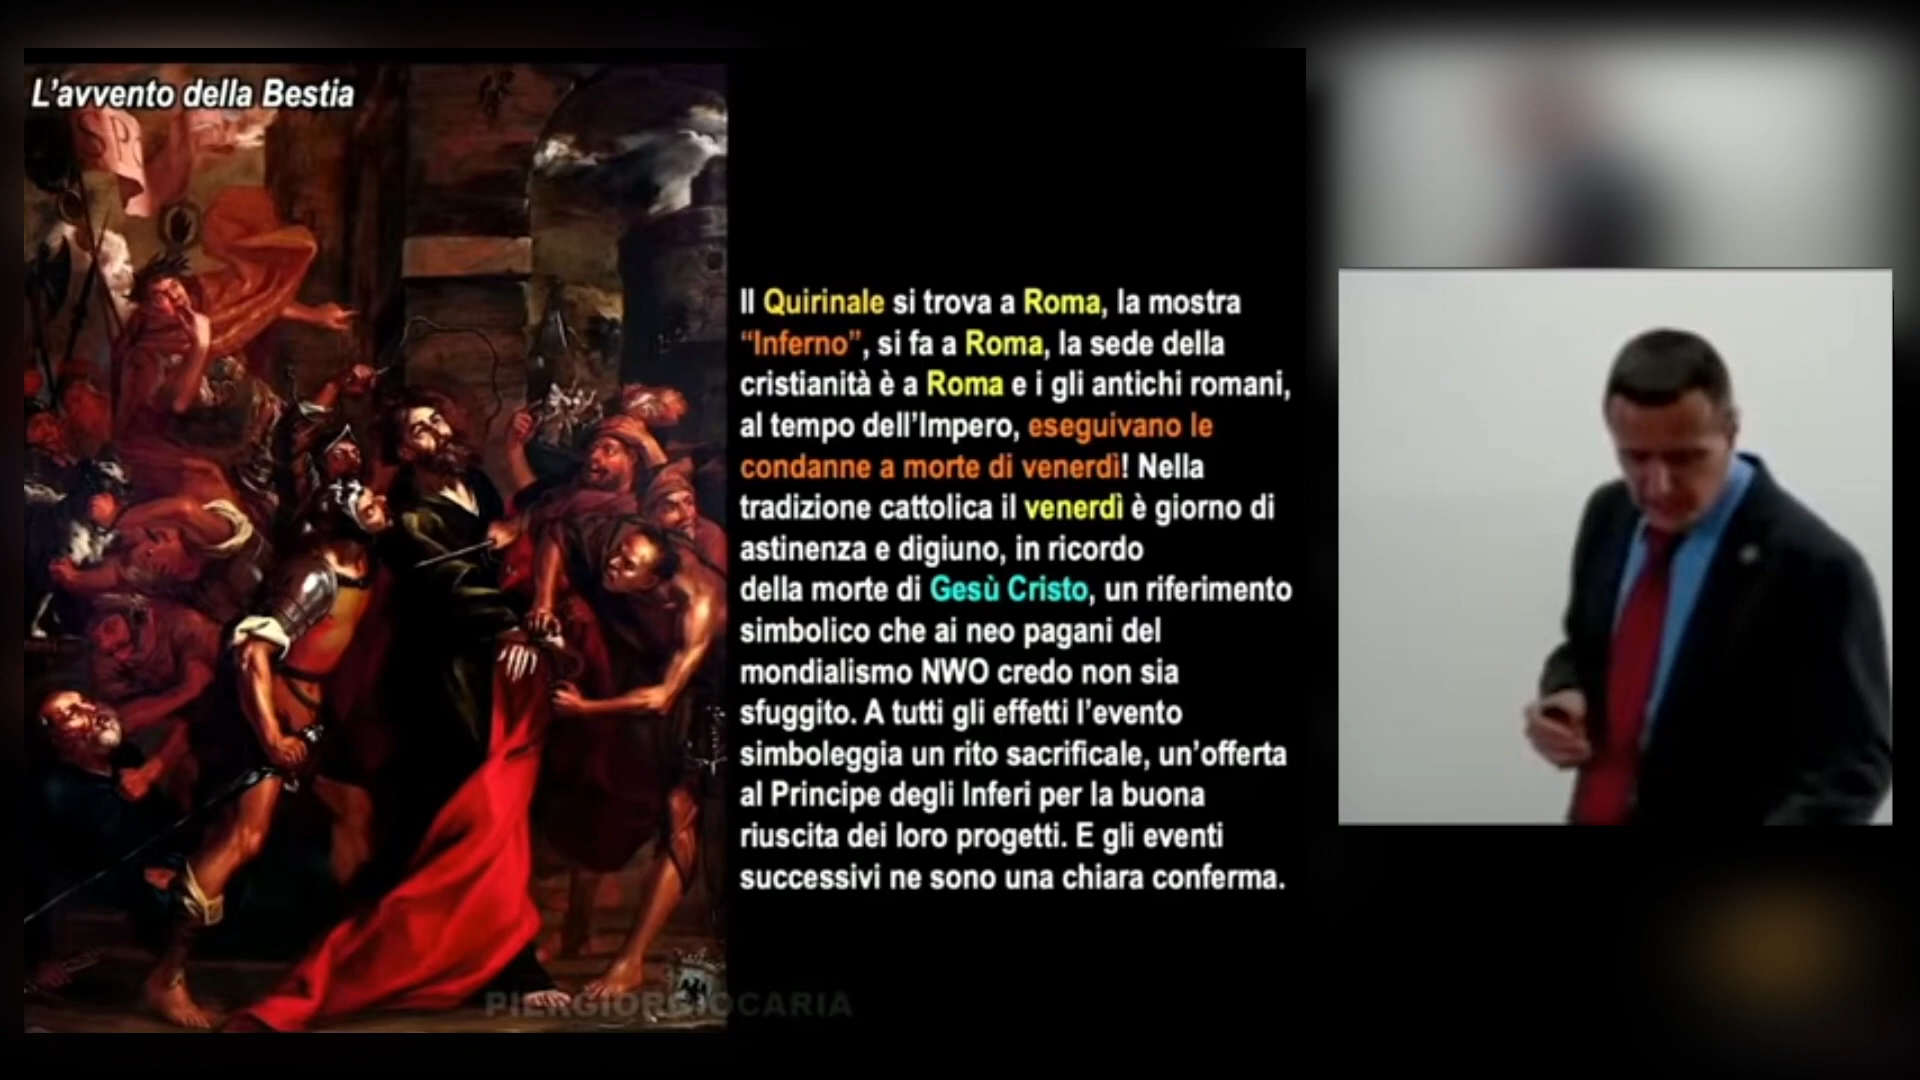 L'avvento della Bestia
SP
Il Quirinale si trova a Roma, la mostra
“Inferno”, si fa a Roma, la sede della
cristianità è a Roma e i gli antichi romani,
al tempo dell'Impero, eseguivano le
condanne a morte di venerdì! Nella
tradizione cattolica il venerdì è giorno di
astinenza e digiuno, in ricordo
della morte di Gesù Cristo, un riferimento
simbolico che ai neo pagani del
mondialismo NWO credo non sia
sfuggito. A tutti gli effetti l'evento
simboleggia un rito sacrificale, un'offerta
al Principe degli Inferi per la buona
riuscita dei loro progetti. E gli eventi
successivi ne sono una chiara conferma.
PIERGIORGIOCARIA